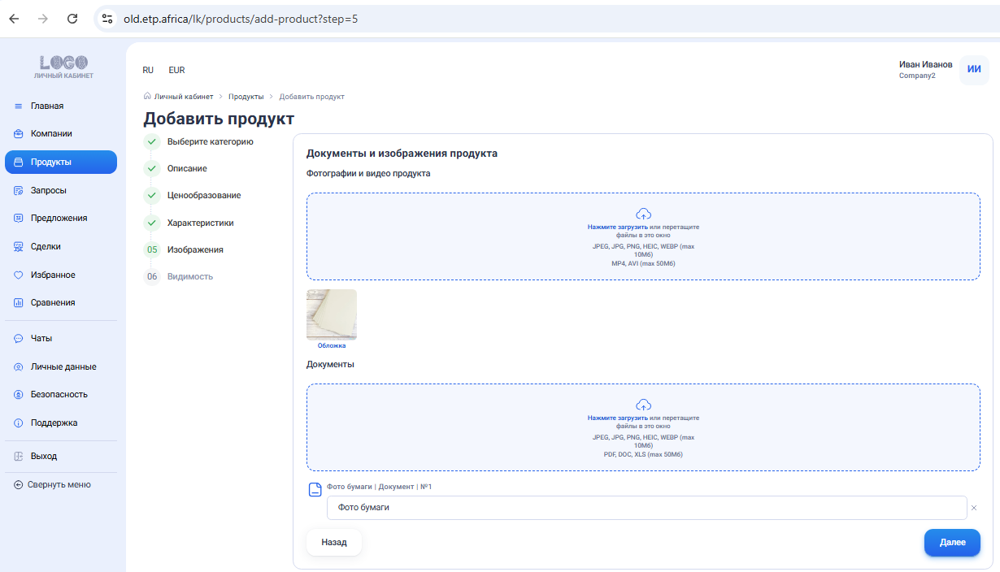 old.etp.africa/lk/products/add-product?step=5
LOGO
ЛИЧНЫЙ КАБИНЕТ
Главная
Компании
Продукты
Запросы
Предложения
Сделки
Избранное
Сравнения
Чаты
Личные данные
Безопасность
Поддержка
Выход
Свернуть меню
RU EUR
Иван Иванов
Company2
ИИ
Личный кабинет > Продукты > Добавить продукт
Добавить продукт
Выберите категорию
Описание
Ценообразование
Характеристики
05 Изображения
06 Видимость
Документы и изображения продукта
Фотографии и видео продукта
Нажмите загрузить или перетащите
файлы в это окно
JPEG, JPG, PNG, HEIC, WEBP (max
10Мб)
MP4, AVI (max 50Мб)
Обложка
Документы
Нажмите загрузить или перетащите
файлы в это окно
JPEG, JPG, PNG, HEIC, WEBP (max
10Мб)
PDF, DOC, XLS (max 50Мб)
Фото бумаги | Документ | №1
Фото бумаги
Назад
Далее